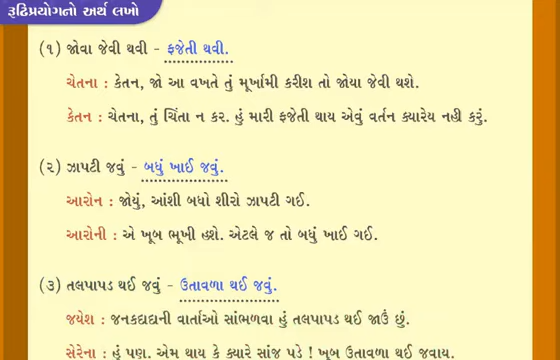 રૂઢિપ્રયોગનો અર્થ લખો
(૧) જોવા જેવી થવી - ફજેતી થવી.
ચેતના : કેતન, જો આ વખતે તું મૂર્ખામી કરીશ તો જોયા જેવી થશે.
કેતન : ચેતના, તું ચિંતા ન કર. હું મારી ફજેતી થાય એવું વર્તન ક્યારેય નહી કરું.
(૨) ઝાપટી જવું - બધું ખાઈ જવું.
આરોન : જોયું, આંશી બધો શીરો ઝાપટી ગઈ.
આરોની : એ ખૂબ ભૂખી હશે. એટલે જ તો બધું ખાઈ ગઈ.
(૩) તલપાપડ થઈ જવું - ઉતાવળા થઈ જવું.
જયેશ : જનકદાદાની વાર્તાઓ સાંભળવા હું તલપાપડ થઈ જાઉં છું.
સેરેના : હું પણ. એમ થાય કે ક્યારે સાંજ પડે ! ખૂબ ઉતાવળા થઈ જવાય.